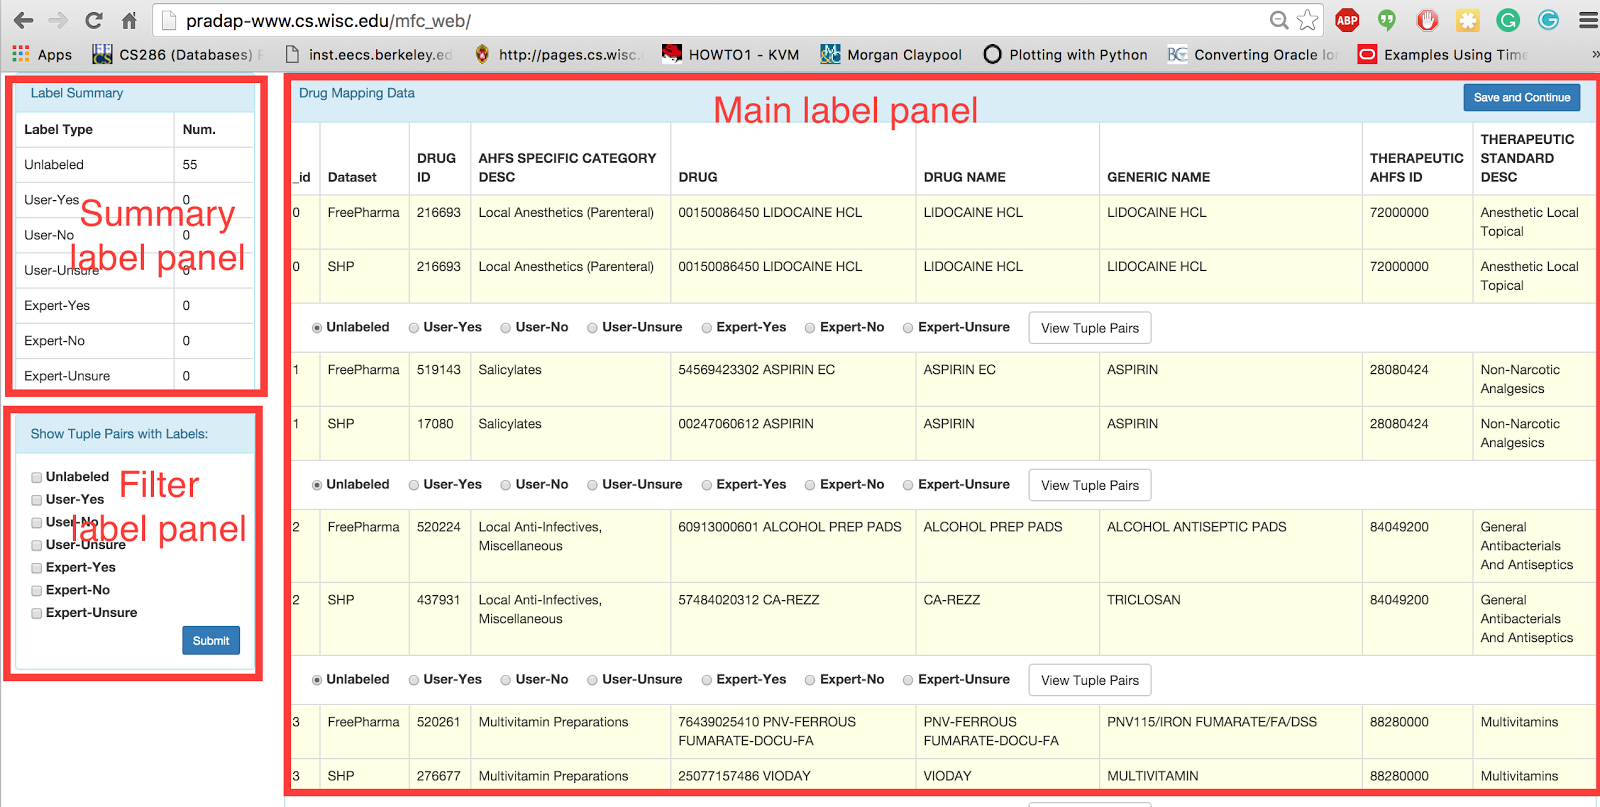 pradap-www.cs.wisc.edu/mfc_web/
ABP
Apps
CS286 (Databases)
inst.eecs.berkeley.ed
http://pages.cs.wisc.
HOWTO1 - KVM
Morgan Claypool
Plotting with Python
Converting Oracle lon
Examples Using Time
»
Label Summary
Label Type Num.
Unlabeled 55
User-Yes 0
User-No 0
User-Unsure 0
Expert-Yes 0
Expert-No 0
Expert-Unsure 0
Summary
label panel
Show Tuple Pairs with Labels:
Unlabeled
User-Yes
User-No
User-Unsure
Expert-Yes
Expert-No
Expert-Unsure
Submit
Filter
label panel
Drug Mapping Data
Main label panel
Save and Continue
_id Dataset DRUG ID AHFS SPECIFIC CATEGORY DESC DRUG DRUG NAME GENERIC NAME THERAPEUTIC AHFS ID THERAPEUTIC STANDARD DESC
0 FreePharma 216693 Local Anesthetics (Parenteral) 00150086450 LIDOCAINE HCL LIDOCAINE HCL LIDOCAINE HCL 72000000 Anesthetic Local
Topical
0 SHP 216693 Local Anesthetics (Parenteral) 00150086450 LIDOCAINE HCL LIDOCAINE HCL LIDOCAINE HCL 72000000 Anesthetic Local
Topical
Unlabeled User-Yes User-No User-Unsure Expert-Yes Expert-No Expert-Unsure View Tuple Pairs
1 FreePharma 519143 Salicylates 54569423302 ASPIRIN EC ASPIRIN EC ASPIRIN 28080424 Non-Narcotic
Analgesics
1 SHP 17080 Salicylates 00247060612 ASPIRIN ASPIRIN ASPIRIN 28080424 Non-Narcotic
Analgesics
Unlabeled User-Yes User-No User-Unsure Expert-Yes Expert-No Expert-Unsure View Tuple Pairs
2 FreePharma 520224 Local Anti-Infectives, 60913000601 ALCOHOL PREP PADS ALCOHOL PREP PADS ALCOHOL ANTISEPTIC PADS 84049200 General
Miscellaneous Antibacterials
And Antiseptics
2 SHP 437931 Local Anti-Infectives, 57484020312 CA-REZZ CA-REZZ TRICLOSAN 84049200 General
Miscellaneous Antibacterials
And Antiseptics
Unlabeled User-Yes User-No User-Unsure Expert-Yes Expert-No Expert-Unsure View Tuple Pairs
3 FreePharma 520261 Multivitamin Preparations 76439025410 PNV-FERROUS PNV-FERROUS PNV115/IRON FUMARATE/FA/DSS 88280000 Multivitamins
FUMARATE-DOCU-FA FUMARATE-DOCU-FA
3 SHP 276677 Multivitamin Preparations 25077157486 VIODAY VIODAY MULTIVITAMIN 88280000 Multivitamins